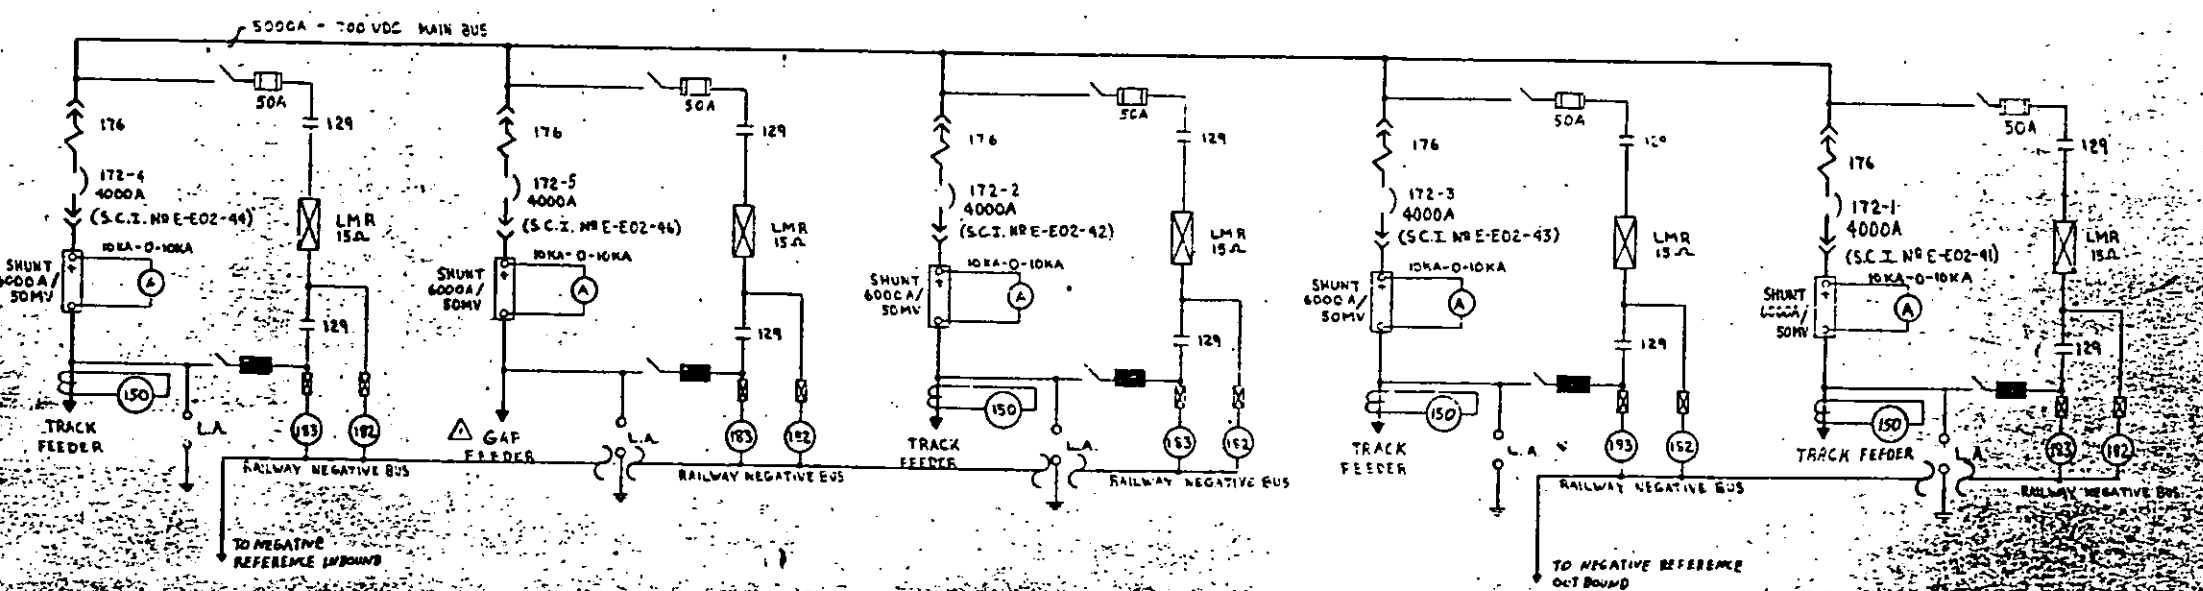 5000A - 700 VDC MAIN BUS
50A
129
176
172-4
4000A
(S.C.I. Nº E-E02-44)
LMR
15Ω
10KA-0-10KA
SHUNT
6000A/
50MV
A
129
150
TRACK
FEEDER
L.A.
183
182
RAILWAY NEGATIVE BUS
TO NEGATIVE
REFERENCE INBOUND
50A
129
176
172-5
4000A
(S.C.I. Nº E-E02-46)
LMR
15Ω
10KA-0-10KA
SHUNT
6000A/
50MV
A
129
GAP
FEEDER
L.A.
183
182
RAILWAY NEGATIVE BUS
50A
129
176
172-2
4000A
(S.C.I. Nº E-E02-42)
LMR
15Ω
10KA-0-10KA
SHUNT
6000A/
50MV
A
129
150
TRACK
FEEDER
L.A.
183
182
RAILWAY NEGATIVE BUS
50A
176
172-3
4000A
(S.C.I. Nº E-E02-43)
LMR
15Ω
10KA-0-10KA
SHUNT
6000A/
50MV
A
129
150
TRACK
FEEDER
L.A.
183
182
RAILWAY NEGATIVE BUS
TO NEGATIVE REFERENCE
OUT BOUND
50A
129
176
172-1
4000A
(S.C.I. Nº E-E02-41)
LMR
15Ω
10KA-0-10KA
SHUNT
6000A/
50MV
A
129
150
TRACK FEEDER
L.A.
183
182
RAILWAY NEGATIVE BUS